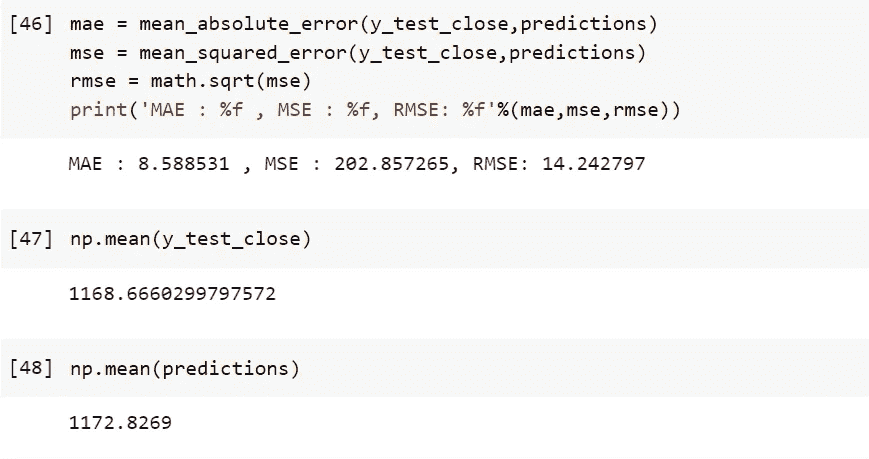 [46] mae = mean_absolute_error(y_test_close,predictions)
mse = mean_squared_error(y_test_close,predictions)
rmse = math.sqrt(mse)
print('MAE : %f , MSE : %f, RMSE: %f'%(mae,mse,rmse))
MAE : 8.588531 , MSE : 202.857265, RMSE: 14.242797
[47] np.mean(y_test_close)
1168.6660299797572
[48] np.mean(predictions)
1172.8269